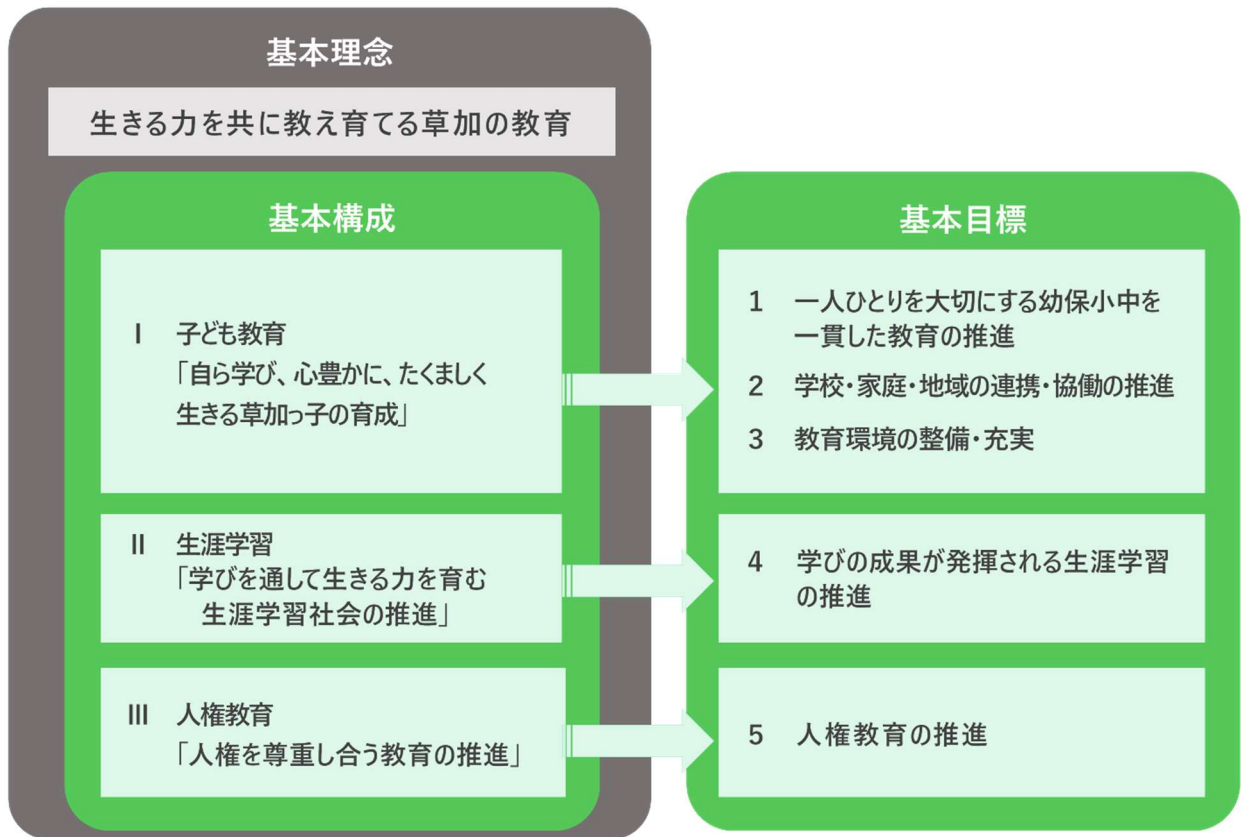 基本理念
生きる力を共に教え育てる草加の教育
基本構成
Ⅰ 子ども教育
「自ら学び、心豊かに、たくましく
生きる草加っ子の育成」
Ⅱ 生涯学習
「学びを通して生きる力を育む
生涯学習社会の推進」
Ⅲ 人権教育
「人権を尊重し合う教育の推進」
基本目標
1 一人ひとりを大切にする幼保小中を
一貫した教育の推進
2 学校・家庭・地域の連携・協働の推進
3 教育環境の整備・充実
4 学びの成果が発揮される生涯学習
の推進
5 人権教育の推進